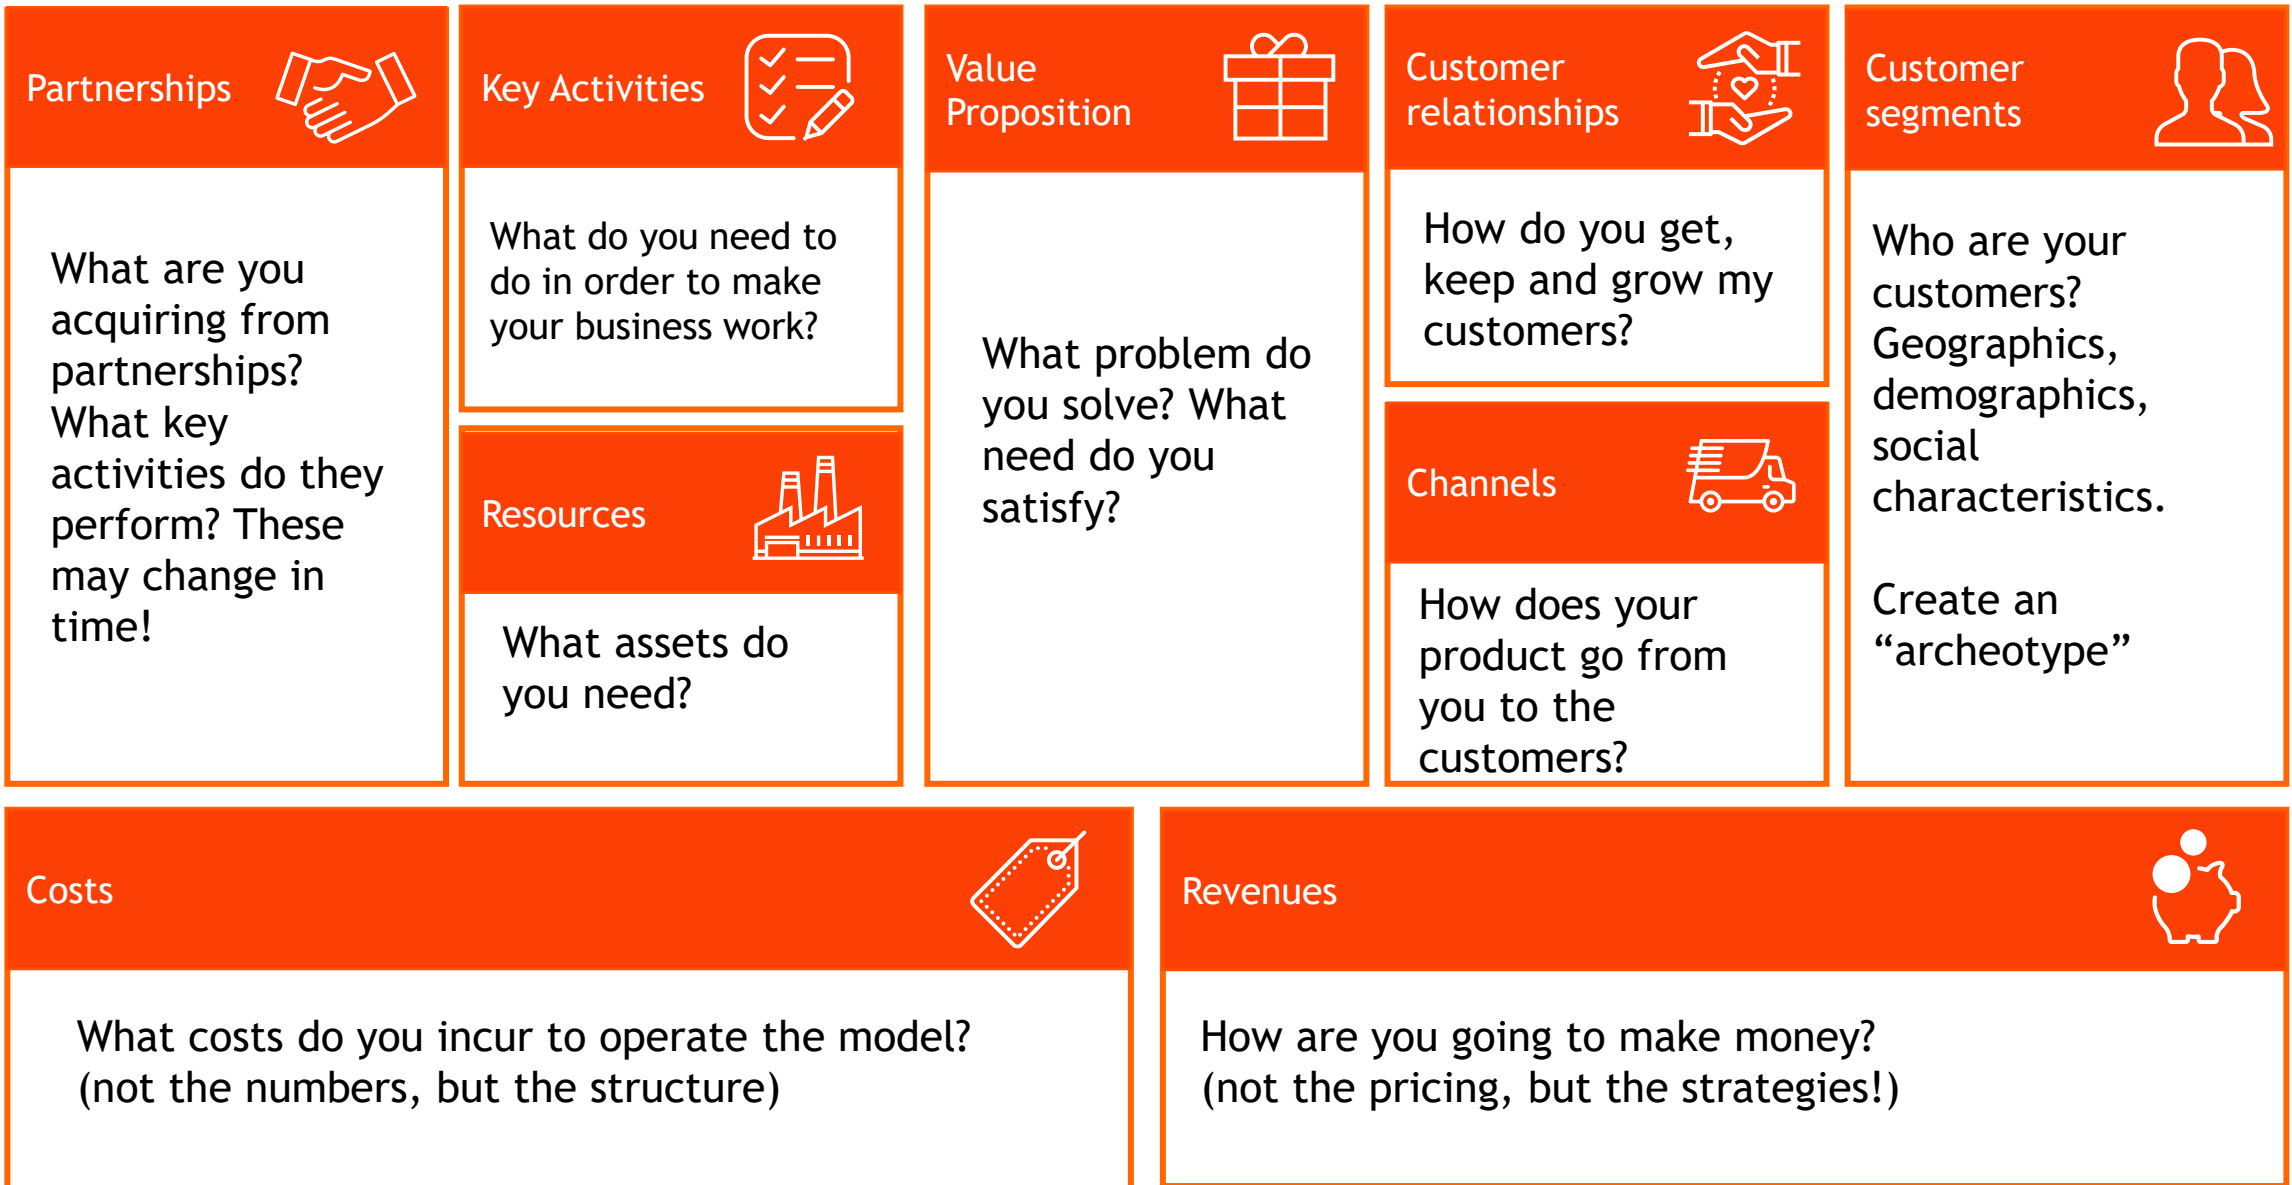 Partnerships
What are you
acquiring from
partnerships?
What key
activities do they
perform? These
may change in
time!
Key Activities
What do you need to
do in order to make
your business work?
Resources
What assets do
you need?
Value
Proposition
What problem do
you solve? What
need do you
satisfy?
Customer
relationships
How do you get,
keep and grow my
customers?
Channels
How does your
product go from
you to the
customers?
Customer
segments
Who are your
customers?
Geographics,
demographics,
social
characteristics.
Create an
“archeotype”
Costs
What costs do you incur to operate the model?
(not the numbers, but the structure)
Revenues
How are you going to make money?
(not the pricing, but the strategies!)